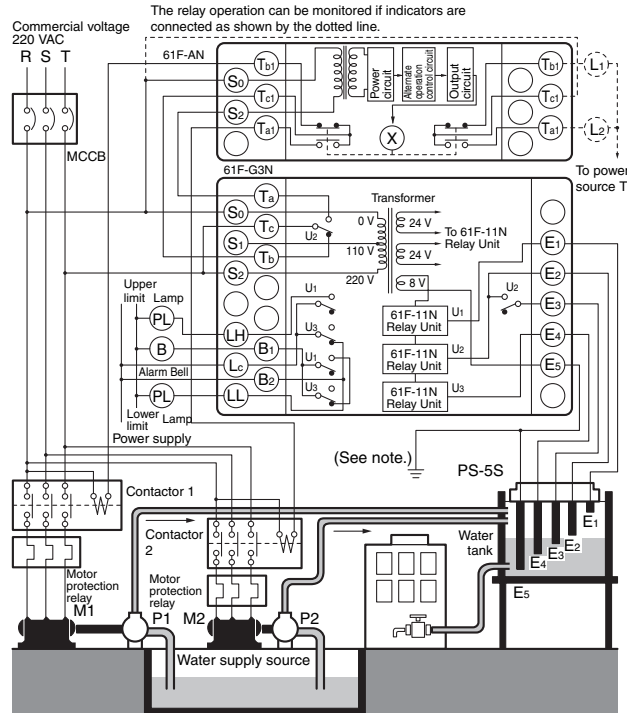 The relay operation can be monitored if indicators are
connected as shown by the dotted line.
Commercial voltage
220 VAC
R S T
MCCB
61F-AN
Tb1
S0
Tc1
S2
Ta1
Power
circuit
Alternate
operation
control circuit
Output
circuit
X
Tb1
Tc1
Ta1
L1
L2
To power
source T
61F-G3N
Ta
S0
Tc
S1
Tb
S2
U2
Transformer
0 V
110 V
220 V
24 V
24 V
8 V
To 61F-11N
Relay Unit
E1
E2
E3
E4
E5
U2
Upper
limit
Lamp
PL
B
Alarm Bell
PL
Lower
limit
Lamp
Power supply
LH
B1
Lc
B2
LL
U1
U3
U1
U3
61F-11N
Relay Unit
U1
61F-11N
Relay Unit
U2
61F-11N
Relay Unit
U3
(See note.)
PS-5S
Contactor 1
Contactor
2
Water
tank
E1
E2
E3
E4
E5
Motor
protection
relay
M1
P1
Motor
protection
relay
M2
P2
Water supply source